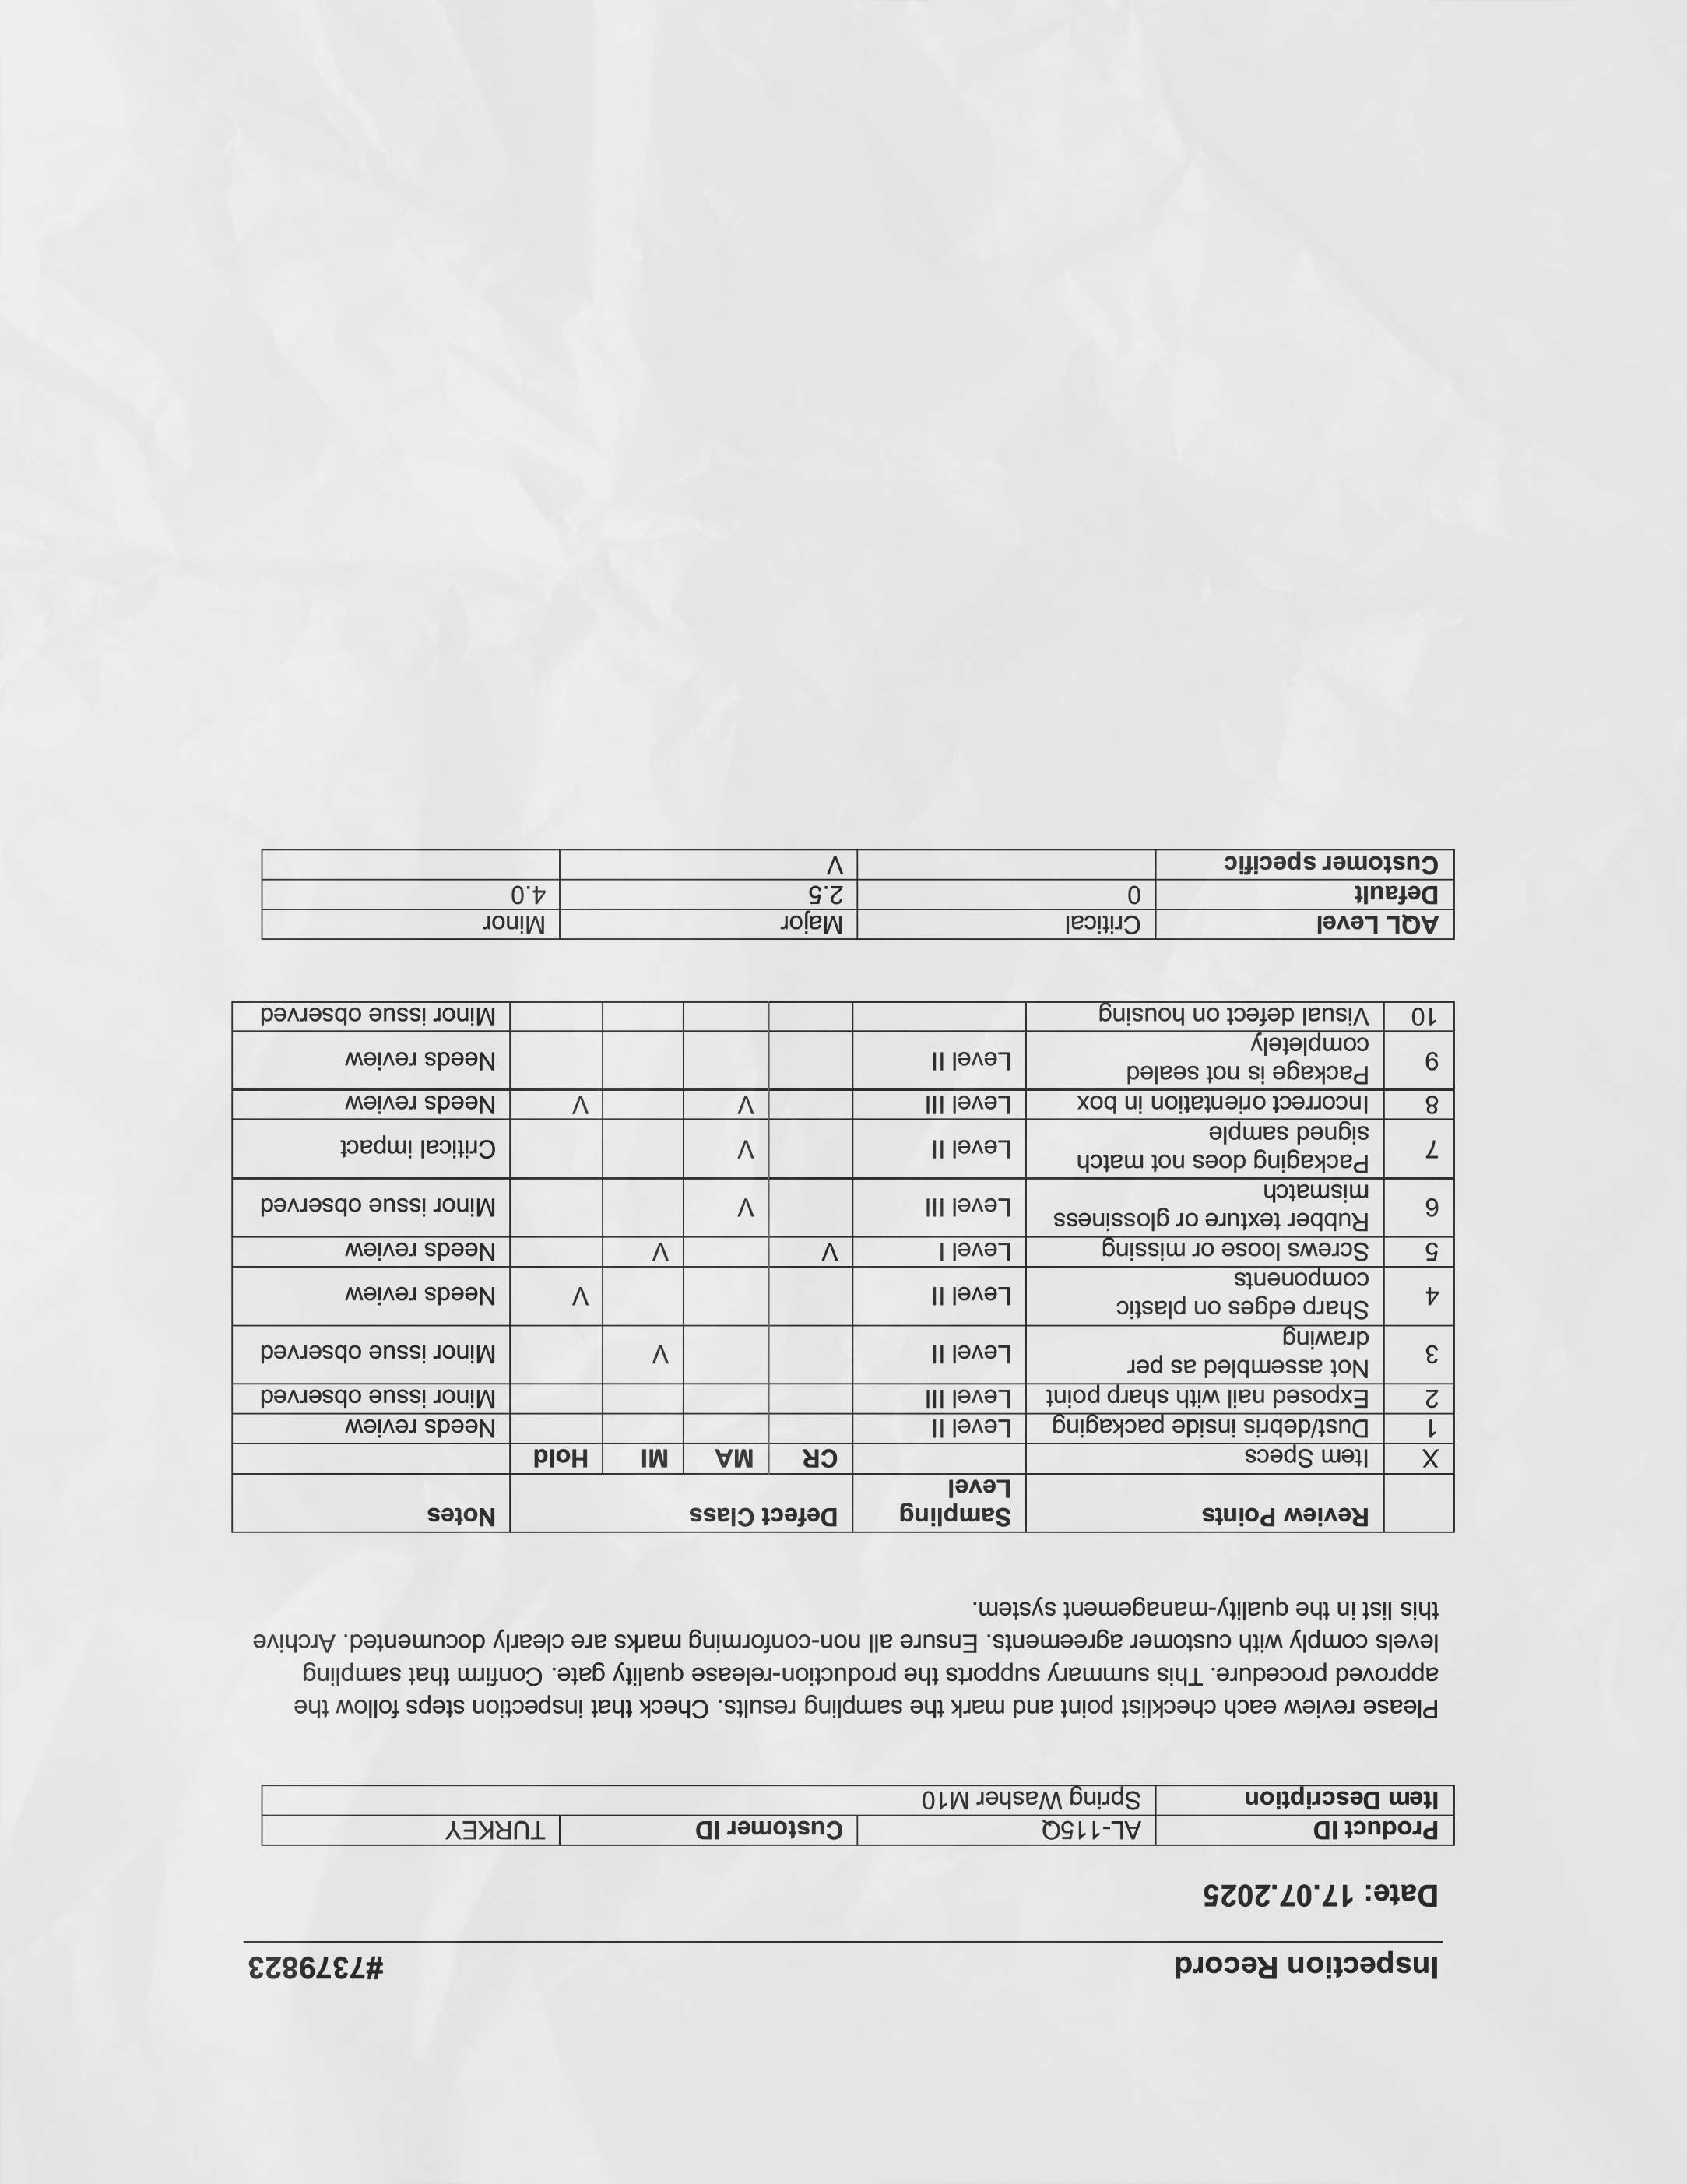 Inspection Record #7379823
Date: 17.07.2025
Product ID AL-115Q Customer ID TURKEY
Item Description Spring Washer M10
Please review each checklist point and mark the sampling results. Check that inspection steps follow the
approved procedure. This summary supports the production-release quality gate. Confirm that sampling
levels comply with customer agreements. Ensure all non-conforming marks are clearly documented. Archive
this list in the quality-management system.
Review Points Sampling Level Defect Class Notes
X Item Specs CR MA MI Hold
1 Dust/debris inside packaging Level II Needs review
2 Exposed nail with sharp point Level III Minor issue observed
3 Not assembled as per drawing Level II V Minor issue observed
4 Sharp edges on plastic components Level II V Needs review
5 Screws loose or missing Level I V V Needs review
6 Rubber texture or glossiness mismatch Level III V Minor issue observed
7 Packaging does not match signed sample Level II V Critical impact
8 Incorrect orientation in box Level III V V Needs review
9 Package is not sealed completely Level II Needs review
10 Visual defect on housing Minor issue observed
AQL Level Critical Major Minor
Default 0 2.5 4.0
Customer specific V